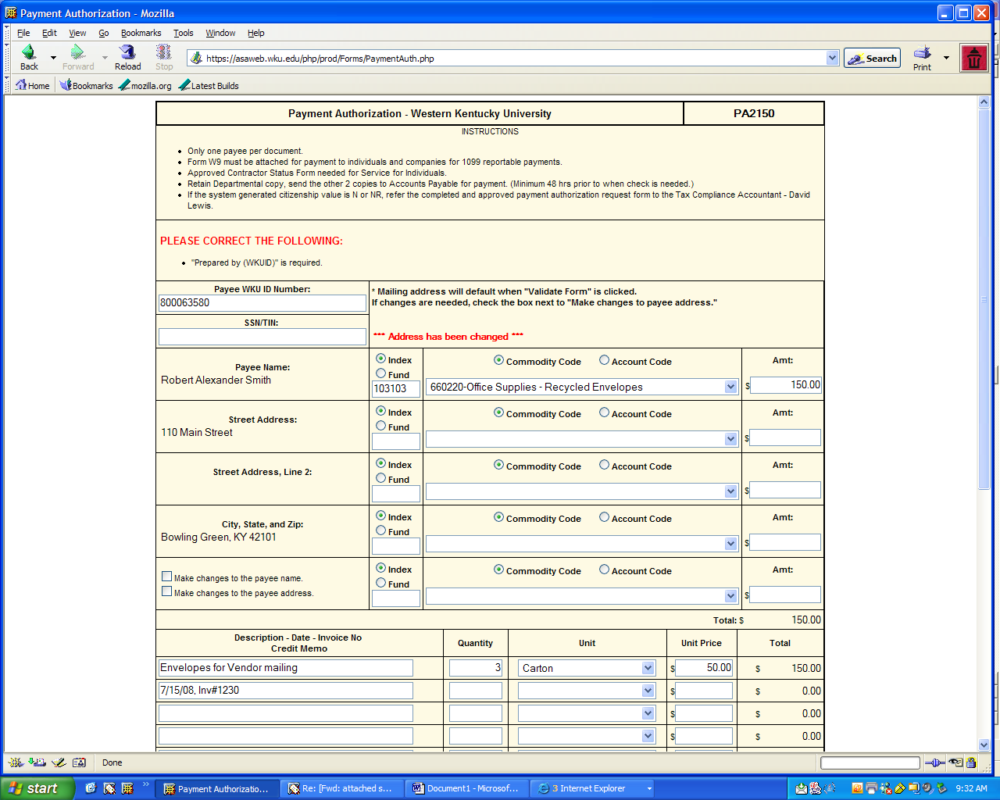 Payment Authorization - Mozilla
File Edit View Go Bookmarks Tools Window Help
Back Forward Reload Stop https://asaweb.wku.edu/php/prod/Forms/PaymentAuth.php Search Print
Home Bookmarks mozilla.org Latest Builds
Payment Authorization - Western Kentucky University PA2150
INSTRUCTIONS
• Only one payee per document.
• Form W9 must be attached for payment to individuals and companies for 1099 reportable payments.
• Approved Contractor Status Form needed for Service for Individuals.
• Retain Departmental copy, send the other 2 copies to Accounts Payable for payment. (Minimum 48 hrs prior to when check is needed.)
• If the system generated citizenship value is N or NR, refer the completed and approved payment authorization request form to the Tax Compliance Accountant - David
Lewis.
PLEASE CORRECT THE FOLLOWING:
• "Prepared by (WKUID)" is required.
Payee WKU ID Number:
800063580
SSN/TIN:
* Mailing address will default when "Validate Form" is clicked.
If changes are needed, check the box next to "Make changes to payee address."
*** Address has been changed ***
Payee Name:
Robert Alexander Smith
Index
Fund
103103
Commodity Code Account Code
660220-Office Supplies - Recycled Envelopes
Amt:
$ 150.00
Street Address:
110 Main Street
Index
Fund
Commodity Code Account Code
Amt:
$
Street Address, Line 2:
Index
Fund
Commodity Code Account Code
Amt:
$
City, State, and Zip:
Bowling Green, KY 42101
Index
Fund
Commodity Code Account Code
Amt:
$
Make changes to the payee name.
Make changes to the payee address.
Index
Fund
Commodity Code Account Code
Amt:
$
Total: $ 150.00
Description - Date - Invoice No
Credit Memo
Quantity Unit Unit Price Total
Envelopes for Vendor mailing 3 Carton $ 50.00 $ 150.00
7/15/08, Inv#1230 $ $ 0.00
$ $ 0.00
$ $ 0.00
Done
start Payment Authorizatio... Re: [Fwd: attached s... Document1 - Microsof... 3 Internet Explorer 9:32 AM